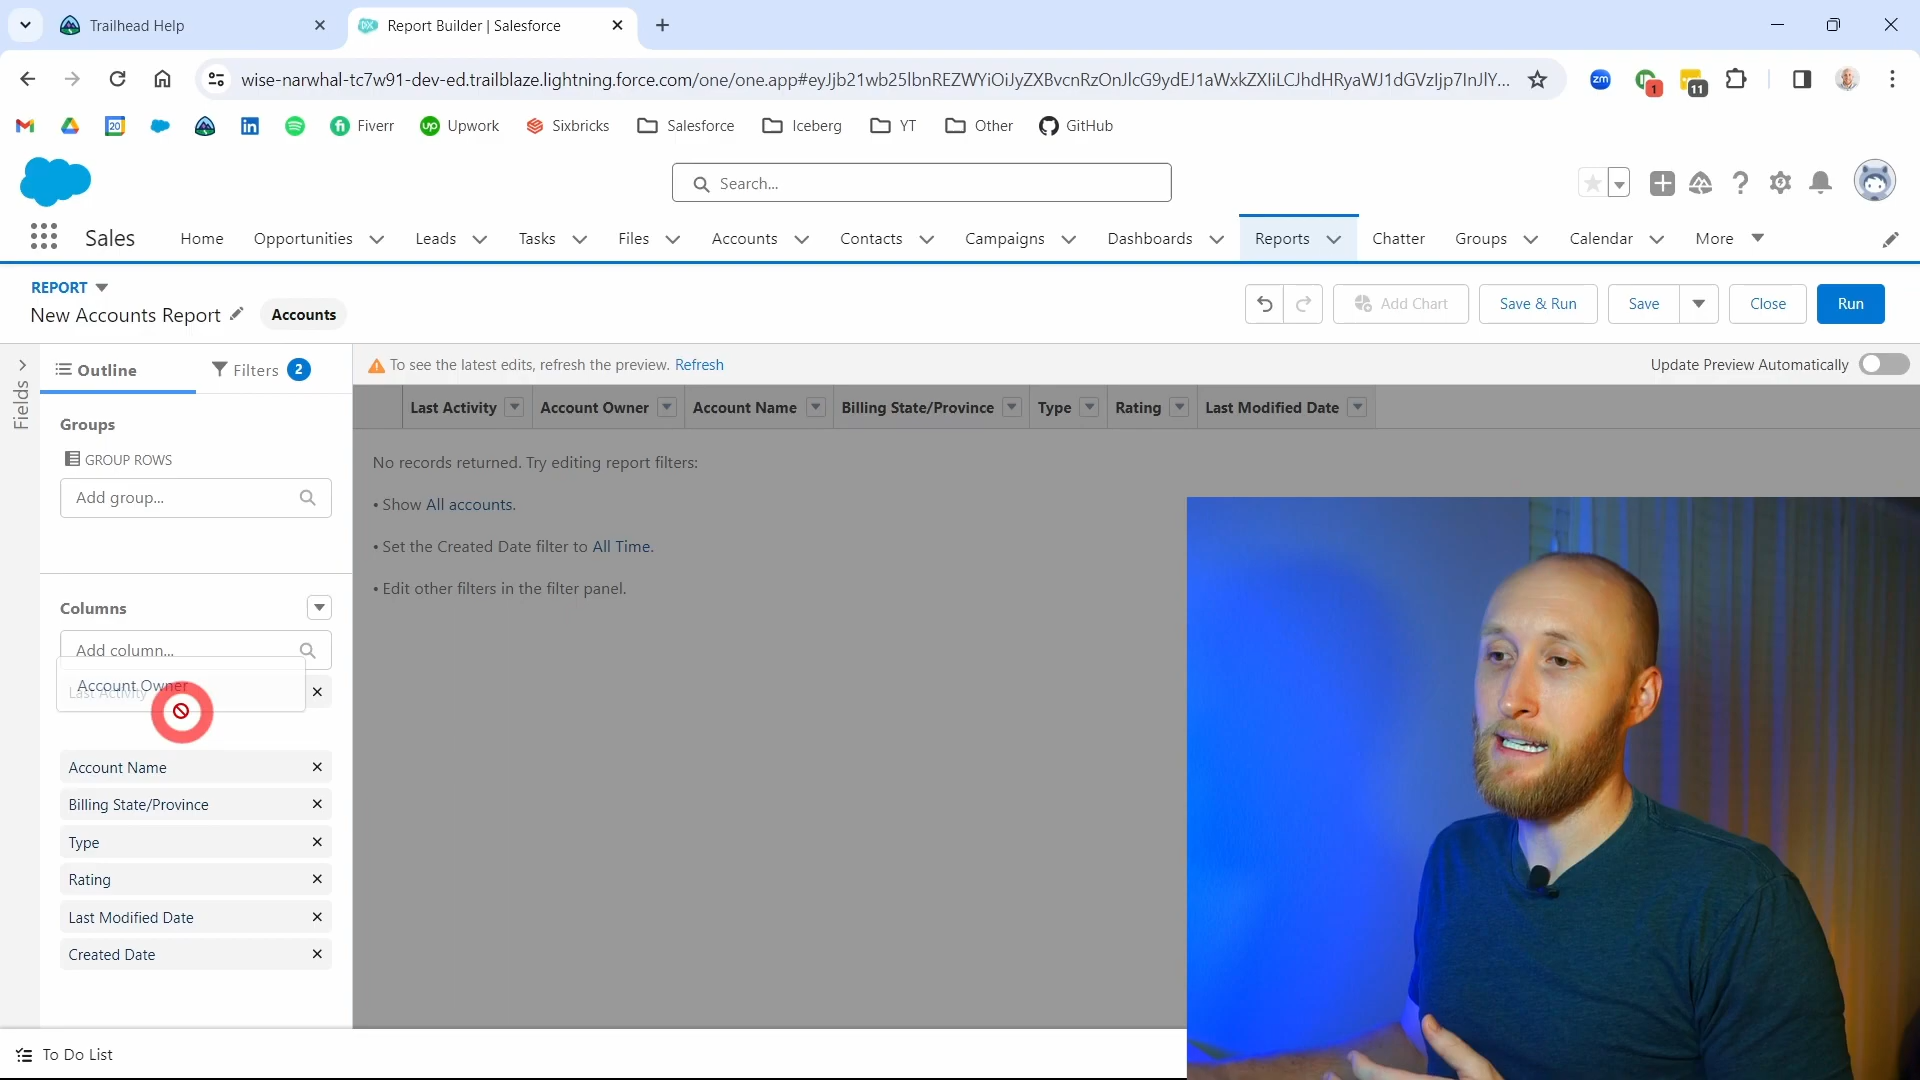 Trailhead Help
Report Builder | Salesforce
wise-narwhal-tc7w91-dev-ed.trailblaze.lightning.force.com/one/one.app#eyJjb21wb25lbnREZWYiOiJyZXBvcnRzOnJlcG9ydEJ1aWxkZXIiLCJhdHRyaWJ1dGVzIjp7InJlY...
zm
1
11
20
Fiverr
up
Upwork
Sixbricks
Salesforce
Iceberg
YT
Other
GitHub
Search...
Sales
Home
Opportunities
Leads
Tasks
Files
Accounts
Contacts
Campaigns
Dashboards
Reports
Chatter
Groups
Calendar
More
REPORT
New Accounts Report
Accounts
Add Chart
Save & Run
Save
Close
Run
Fields
Outline
Filters 2
To see the latest edits, refresh the preview. Refresh
Update Preview Automatically
Groups
GROUP ROWS
Add group...
Columns
Add column...
Account Owner
Last Activity
Account Name
Billing State/Province
Type
Rating
Last Modified Date
Created Date
Last Activity
Account Owner
Account Name
Billing State/Province
Type
Rating
Last Modified Date
No records returned. Try editing report filters:
• Show All accounts.
• Set the Created Date filter to All Time.
• Edit other filters in the filter panel.
To Do List